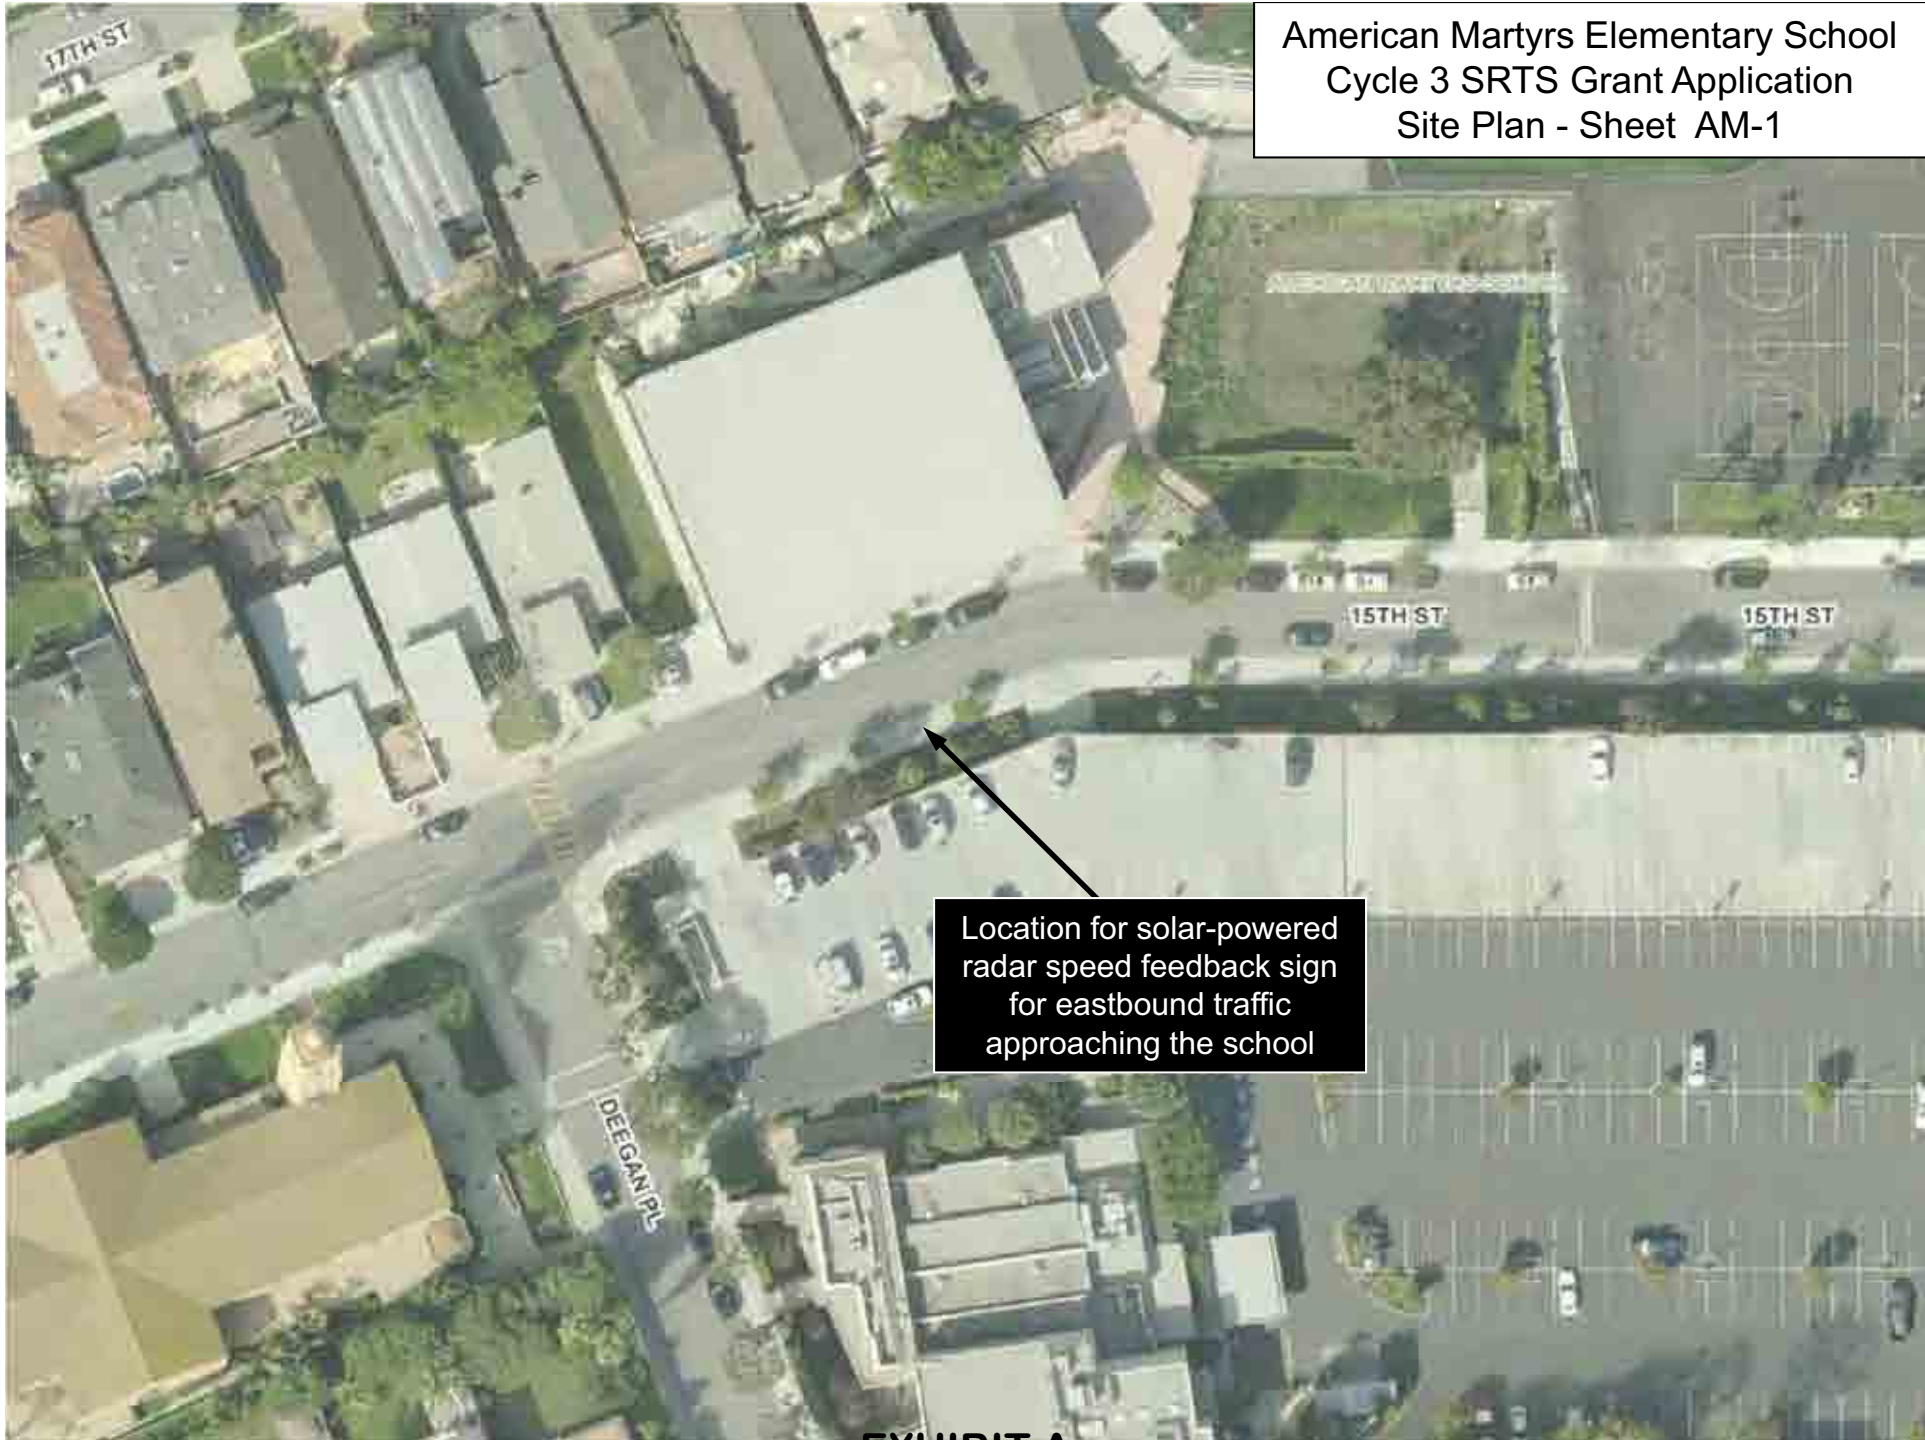 American Martyrs Elementary School
Cycle 3 SRTS Grant Application
Site Plan - Sheet AM-1
17TH ST
15TH ST
15TH ST
Location for solar-powered
radar speed feedback sign
for eastbound traffic
approaching the school
DEEGAN PL
EXHIBIT A